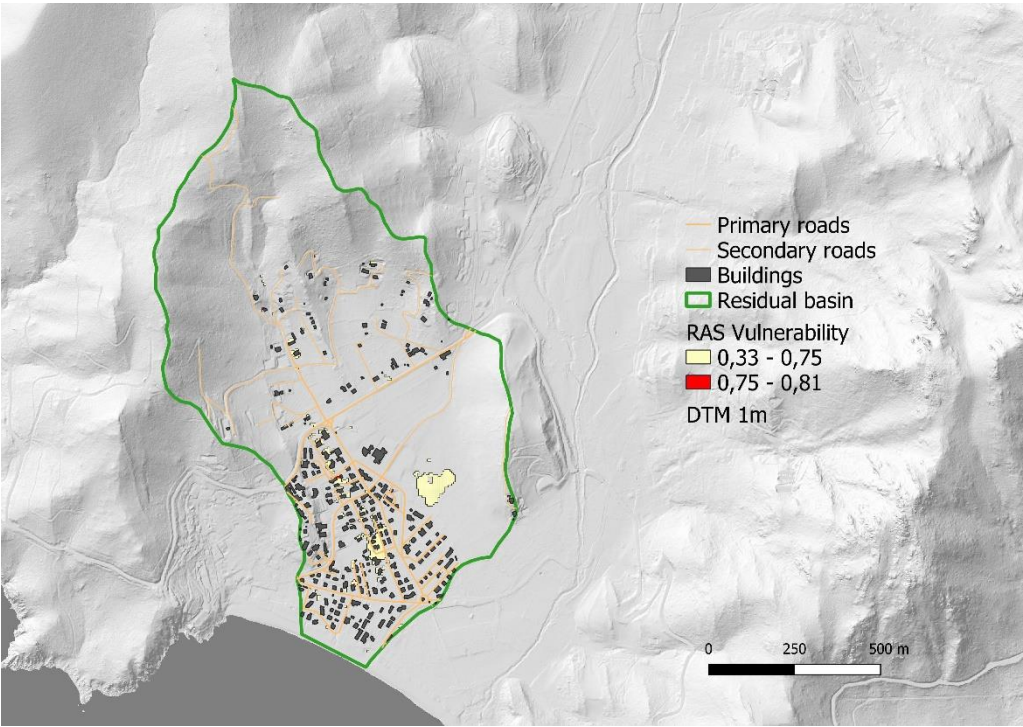 Primary roads
Secondary roads
Buildings
Residual basin
RAS Vulnerability
0,33 - 0,75
0,75 - 0,81
DTM 1m
0 250 500 m